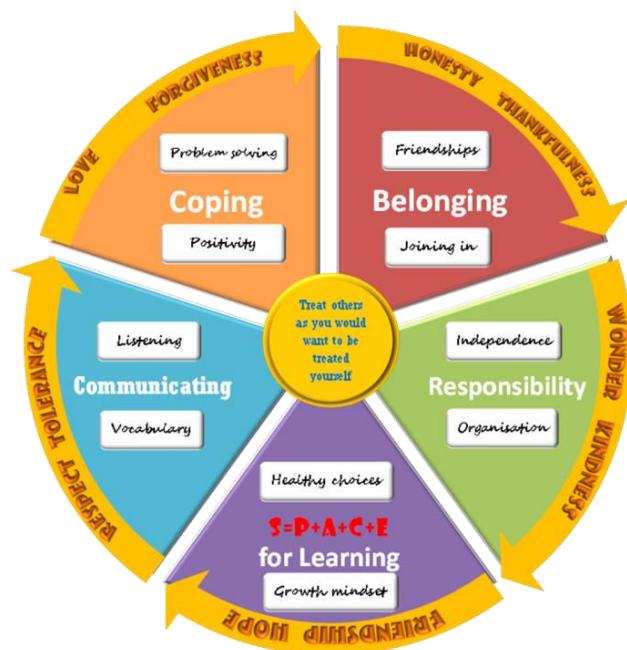 LOVE FORGIVENESS
HONESTY THANKFULNESS
Problem solving
Coping
Positivity
Friendships
Belonging
Joining in
Treat others
as you would
want to be
treated
yourself
Listening
Communicating
Vocabulary
Independence
Responsibility
Organisation
RESPECT TOLERANCE
WONDER KINDNESS
Healthy choices
S=P+A+C+E
for Learning
Growth mindset
FRIENDSHIP HOPE